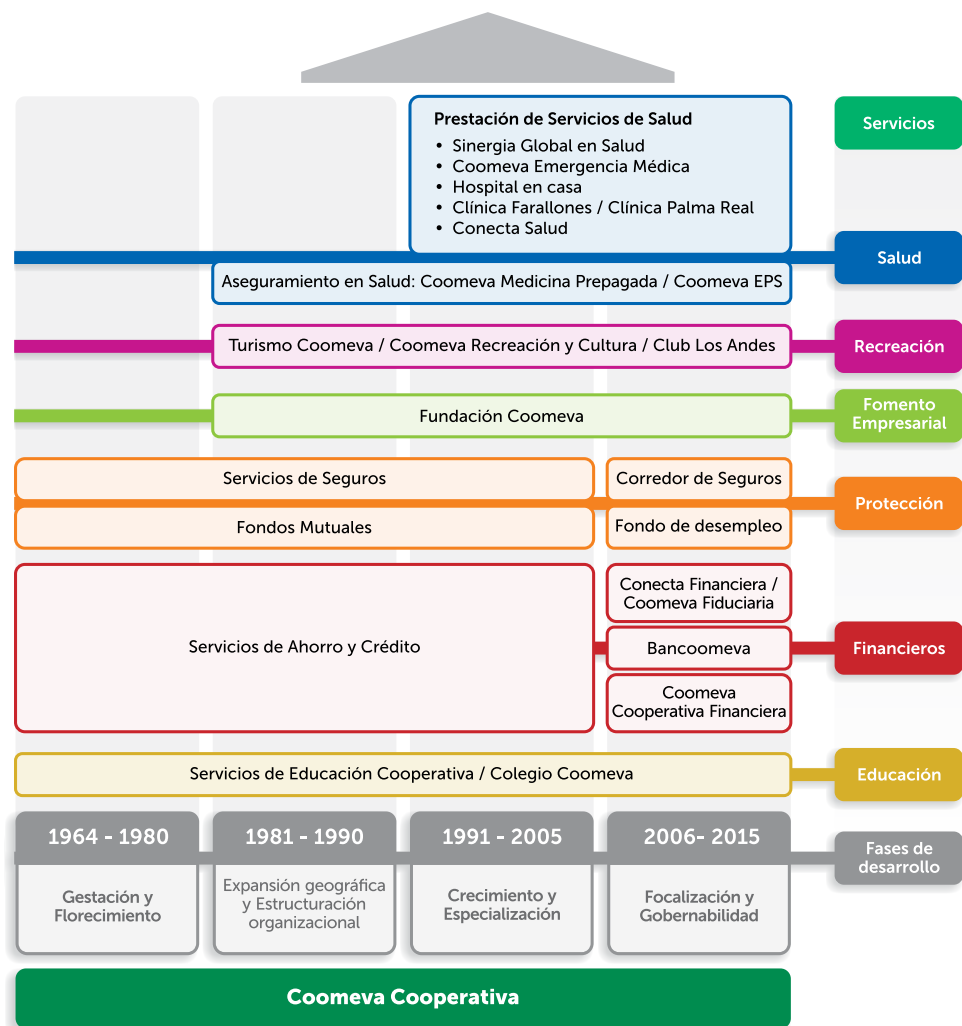 Prestación de Servicios de Salud
• Sinergia Global en Salud
• Coomeva Emergencia Médica
• Hospital en casa
• Clínica Farallones / Clínica Palma Real
• Conecta Salud
Servicios
Salud
Aseguramiento en Salud: Coomeva Medicina Prepagada / Coomeva EPS
Turismo Coomeva / Coomeva Recreación y Cultura / Club Los Andes
Recreación
Fundación Coomeva
Fomento
Empresarial
Servicios de Seguros
Corredor de Seguros
Protección
Fondos Mutuales
Fondo de desempleo
Servicios de Ahorro y Crédito
Conecta Financiera /
Coomeva Fiduciaria
Bancoomeva
Coomeva
Cooperativa Financiera
Financieros
Servicios de Educación Cooperativa / Colegio Coomeva
Educación
1964 - 1980
1981 - 1990
1991 - 2005
2006- 2015
Fases de
desarrollo
Gestación y
Florecimiento
Expansión geográfica
y Estructuración
organizacional
Crecimiento y
Especialización
Focalización y
Gobernabilidad
Coomeva Cooperativa